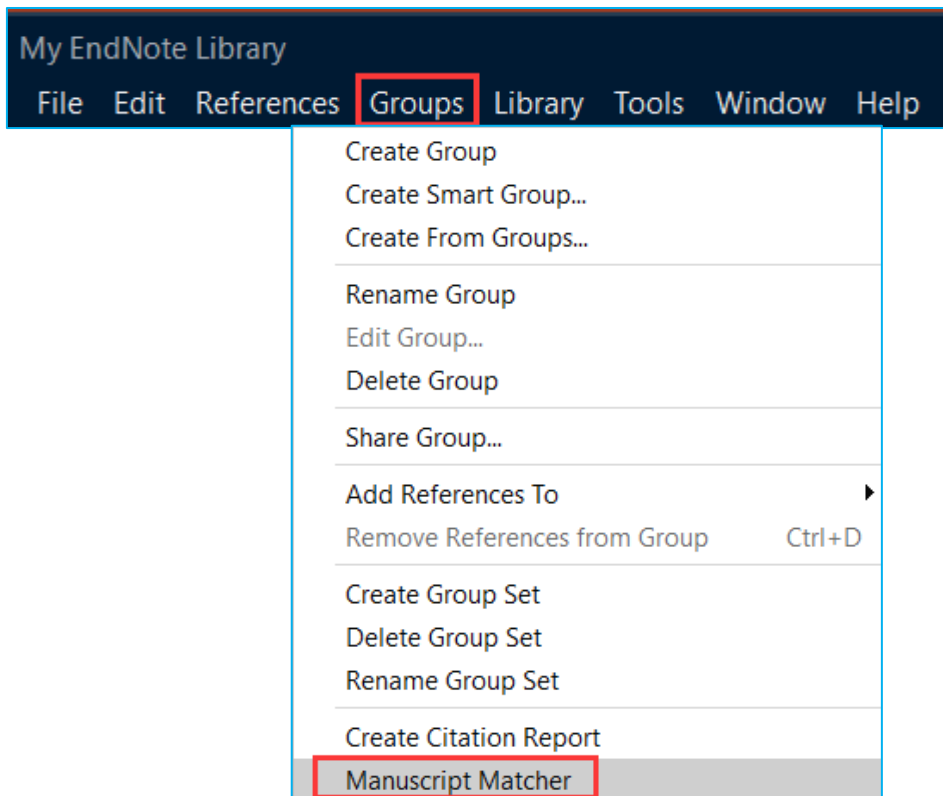 My EndNote Library
File Edit References Groups Library Tools Window Help
Create Group
Create Smart Group...
Create From Groups...
Rename Group
Edit Group...
Delete Group
Share Group...
Add References To
Remove References from Group Ctrl+D
Create Group Set
Delete Group Set
Rename Group Set
Create Citation Report
Manuscript Matcher